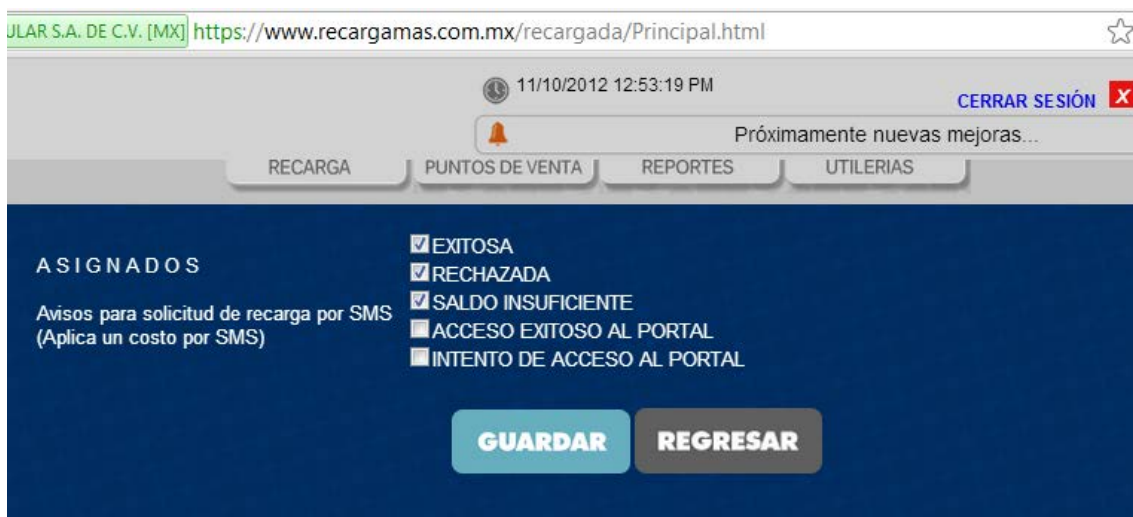 ULAR S.A. DE C.V. [MX] https://www.recargamas.com.mx/recargada/Principal.html
11/10/2012 12:53:19 PM
CERRAR SESIÓN X
Próximamente nuevas mejoras...
RECARGA PUNTOS DE VENTA REPORTES UTILERIAS
ASIGNADOS
Avisos para solicitud de recarga por SMS
(Aplica un costo por SMS)
EXITOSA
RECHAZADA
SALDO INSUFICIENTE
ACCESO EXITOSO AL PORTAL
INTENTO DE ACCESO AL PORTAL
GUARDAR REGRESAR